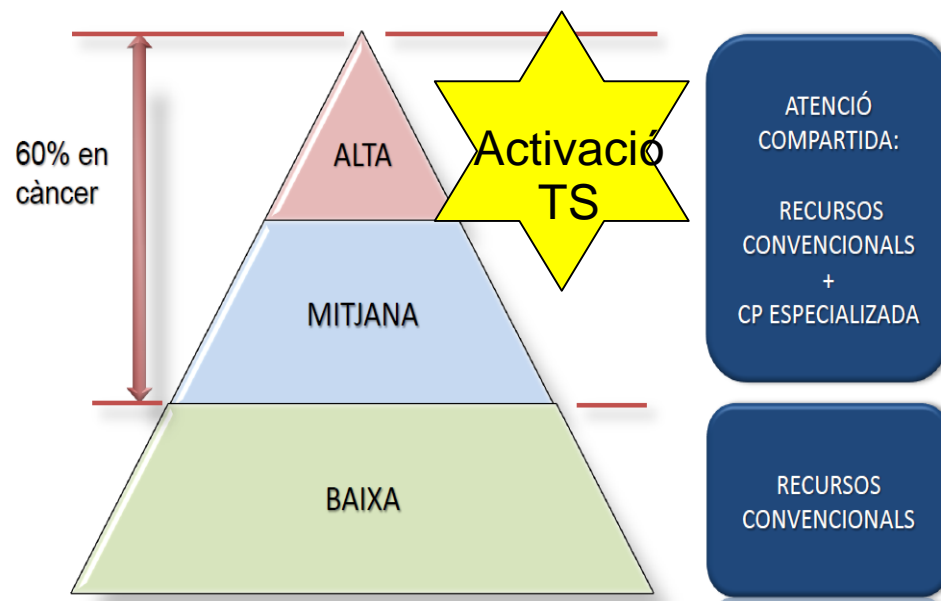 60% en
càncer
ALTA
Activació
TS
MITJANA
BAIXA
ATENCIÓ
COMPARTIDA:
RECURSOS
CONVENCIONALS
+
CP ESPECIALIZADA
RECURSOS
CONVENCIONALS